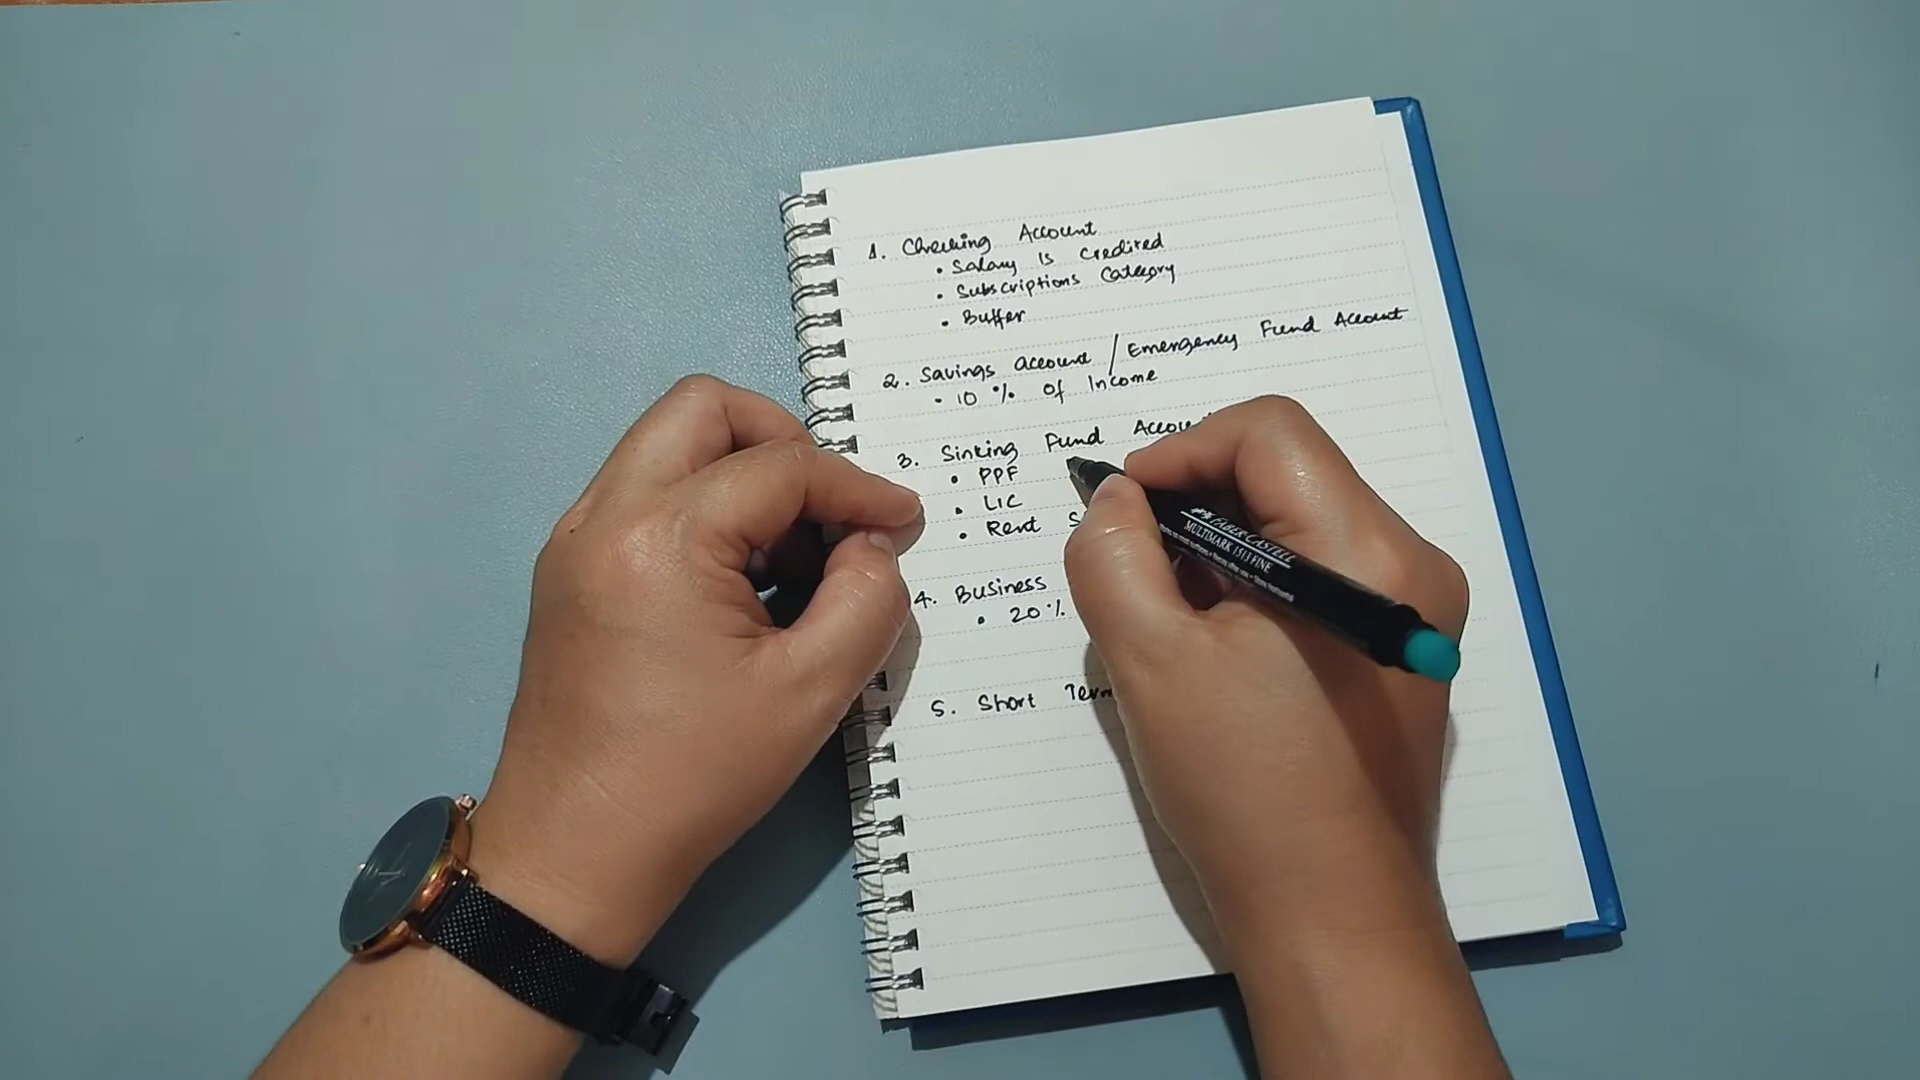 1. Checking Account
• Salary is Credited
• Subscriptions Category
• Buffer
2. Savings account / Emergency Fund Account
• 10 % of Income
3. Sinking Fund
• PPF
• LIC
• Rent
4. Business
• 20 %
5. Short Term
FABER-CASTELL
MULTIMARK 1513 FINE